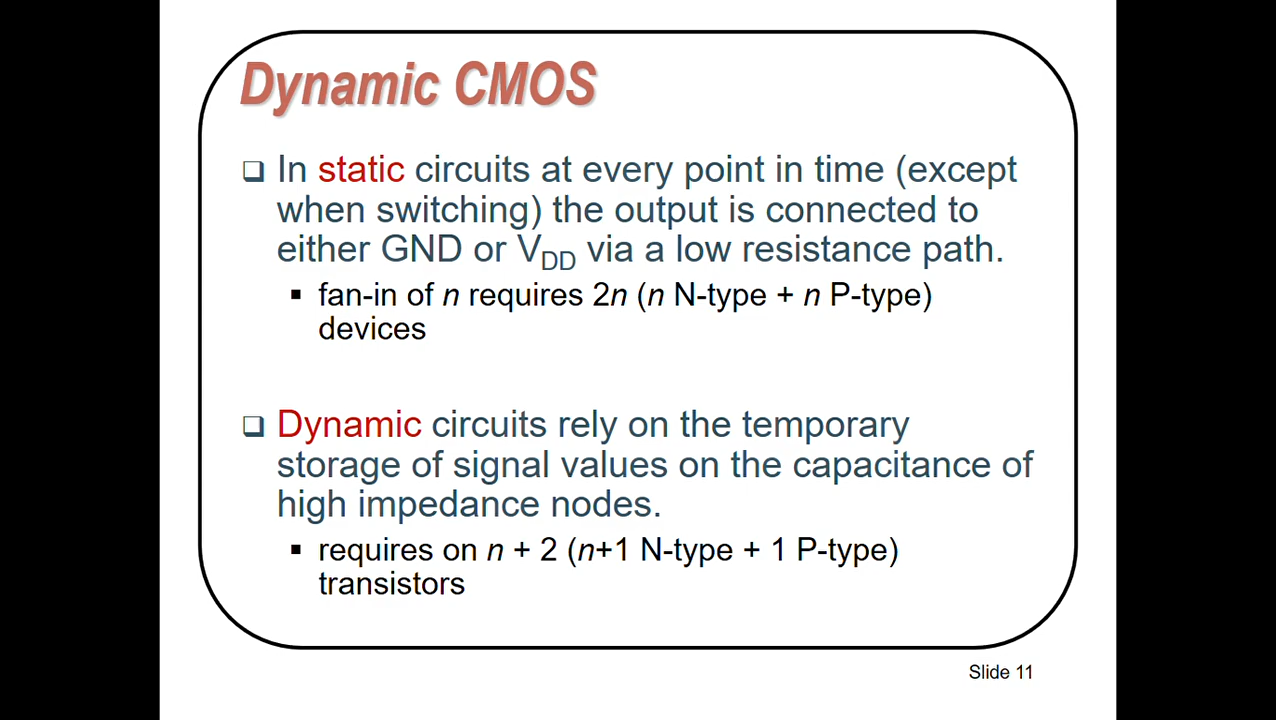 Dynamic CMOS
❑ In static circuits at every point in time (except
when switching) the output is connected to
either GND or VDD via a low resistance path.
▪ fan-in of n requires 2n (n N-type + n P-type)
devices
❑ Dynamic circuits rely on the temporary
storage of signal values on the capacitance of
high impedance nodes.
▪ requires on n + 2 (n+1 N-type + 1 P-type)
transistors
Slide 11